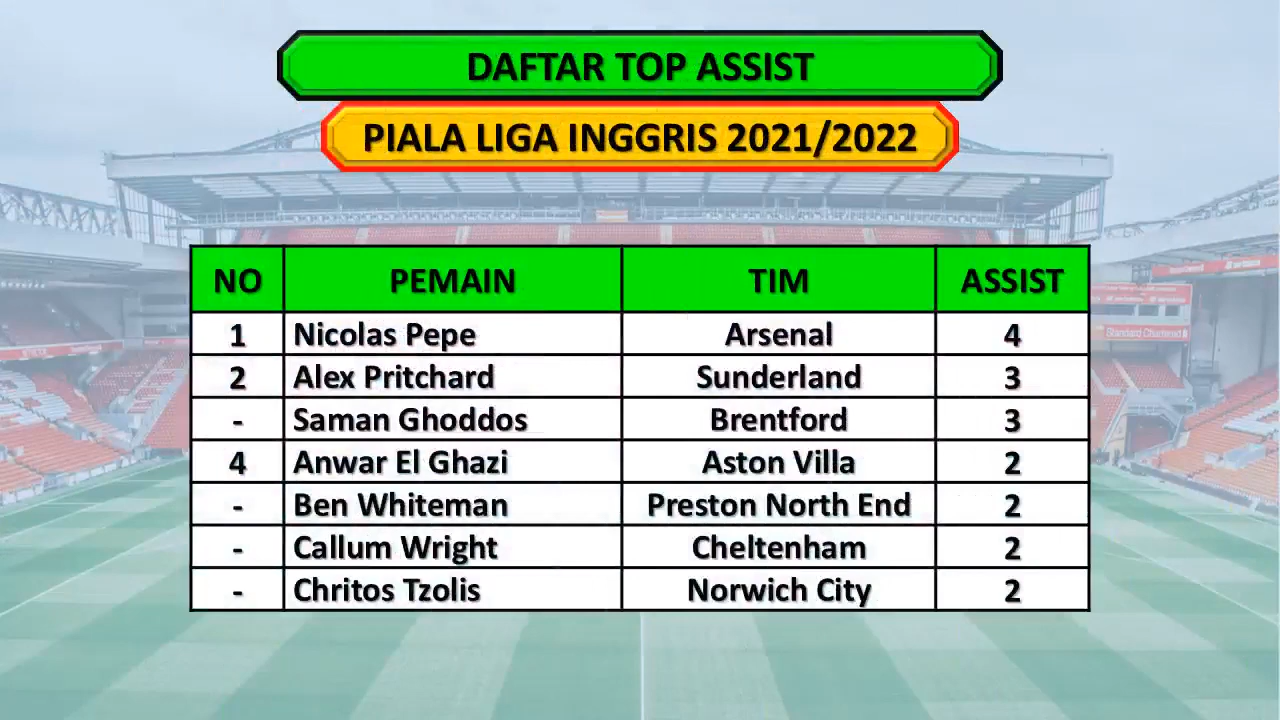 DAFTAR TOP ASSIST
PIALA LIGA INGGRIS 2021/2022
NO PEMAIN TIM ASSIST
1 Nicolas Pepe Arsenal 4
2 Alex Pritchard Sunderland 3
- Saman Ghoddos Brentford 3
4 Anwar El Ghazi Aston Villa 2
- Ben Whiteman Preston North End 2
- Callum Wright Cheltenham 2
- Chritos Tzolis Norwich City 2
Standard Chartered